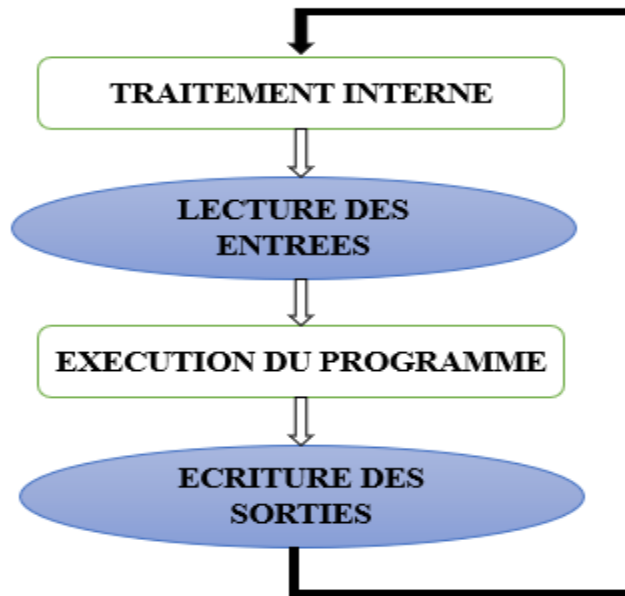 TRAITEMENT INTERNE
LECTURE DES
ENTREES
EXECUTION DU PROGRAMME
ECRITURE DES
SORTIES